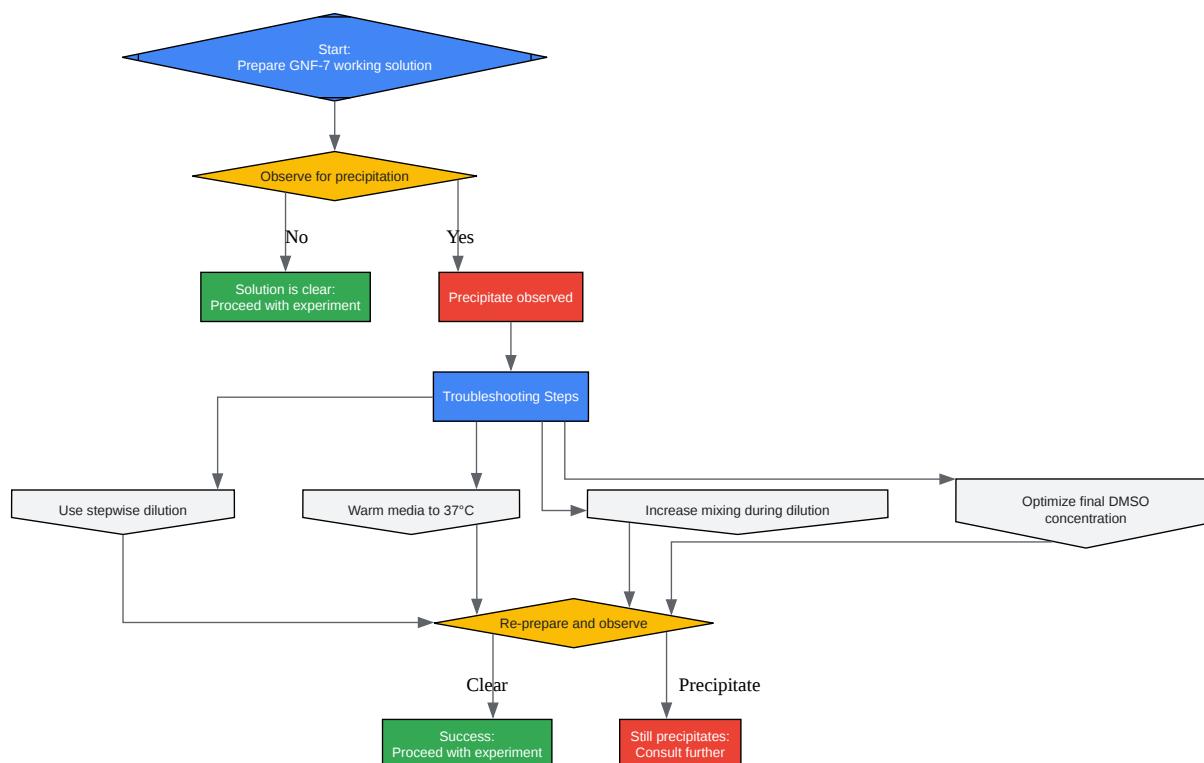 Start:
Prepare GNF-7 working solution
Observe for precipitation
No
Yes
Solution is clear:
Proceed with experiment
Precipitate observed
Troubleshooting Steps
Use stepwise dilution
Warm media to 37°C
Increase mixing during dilution
Optimize final DMSO
concentration
Re-prepare and observe
Clear
Precipitate
Success:
Proceed with experiment
Still precipitates:
Consult further